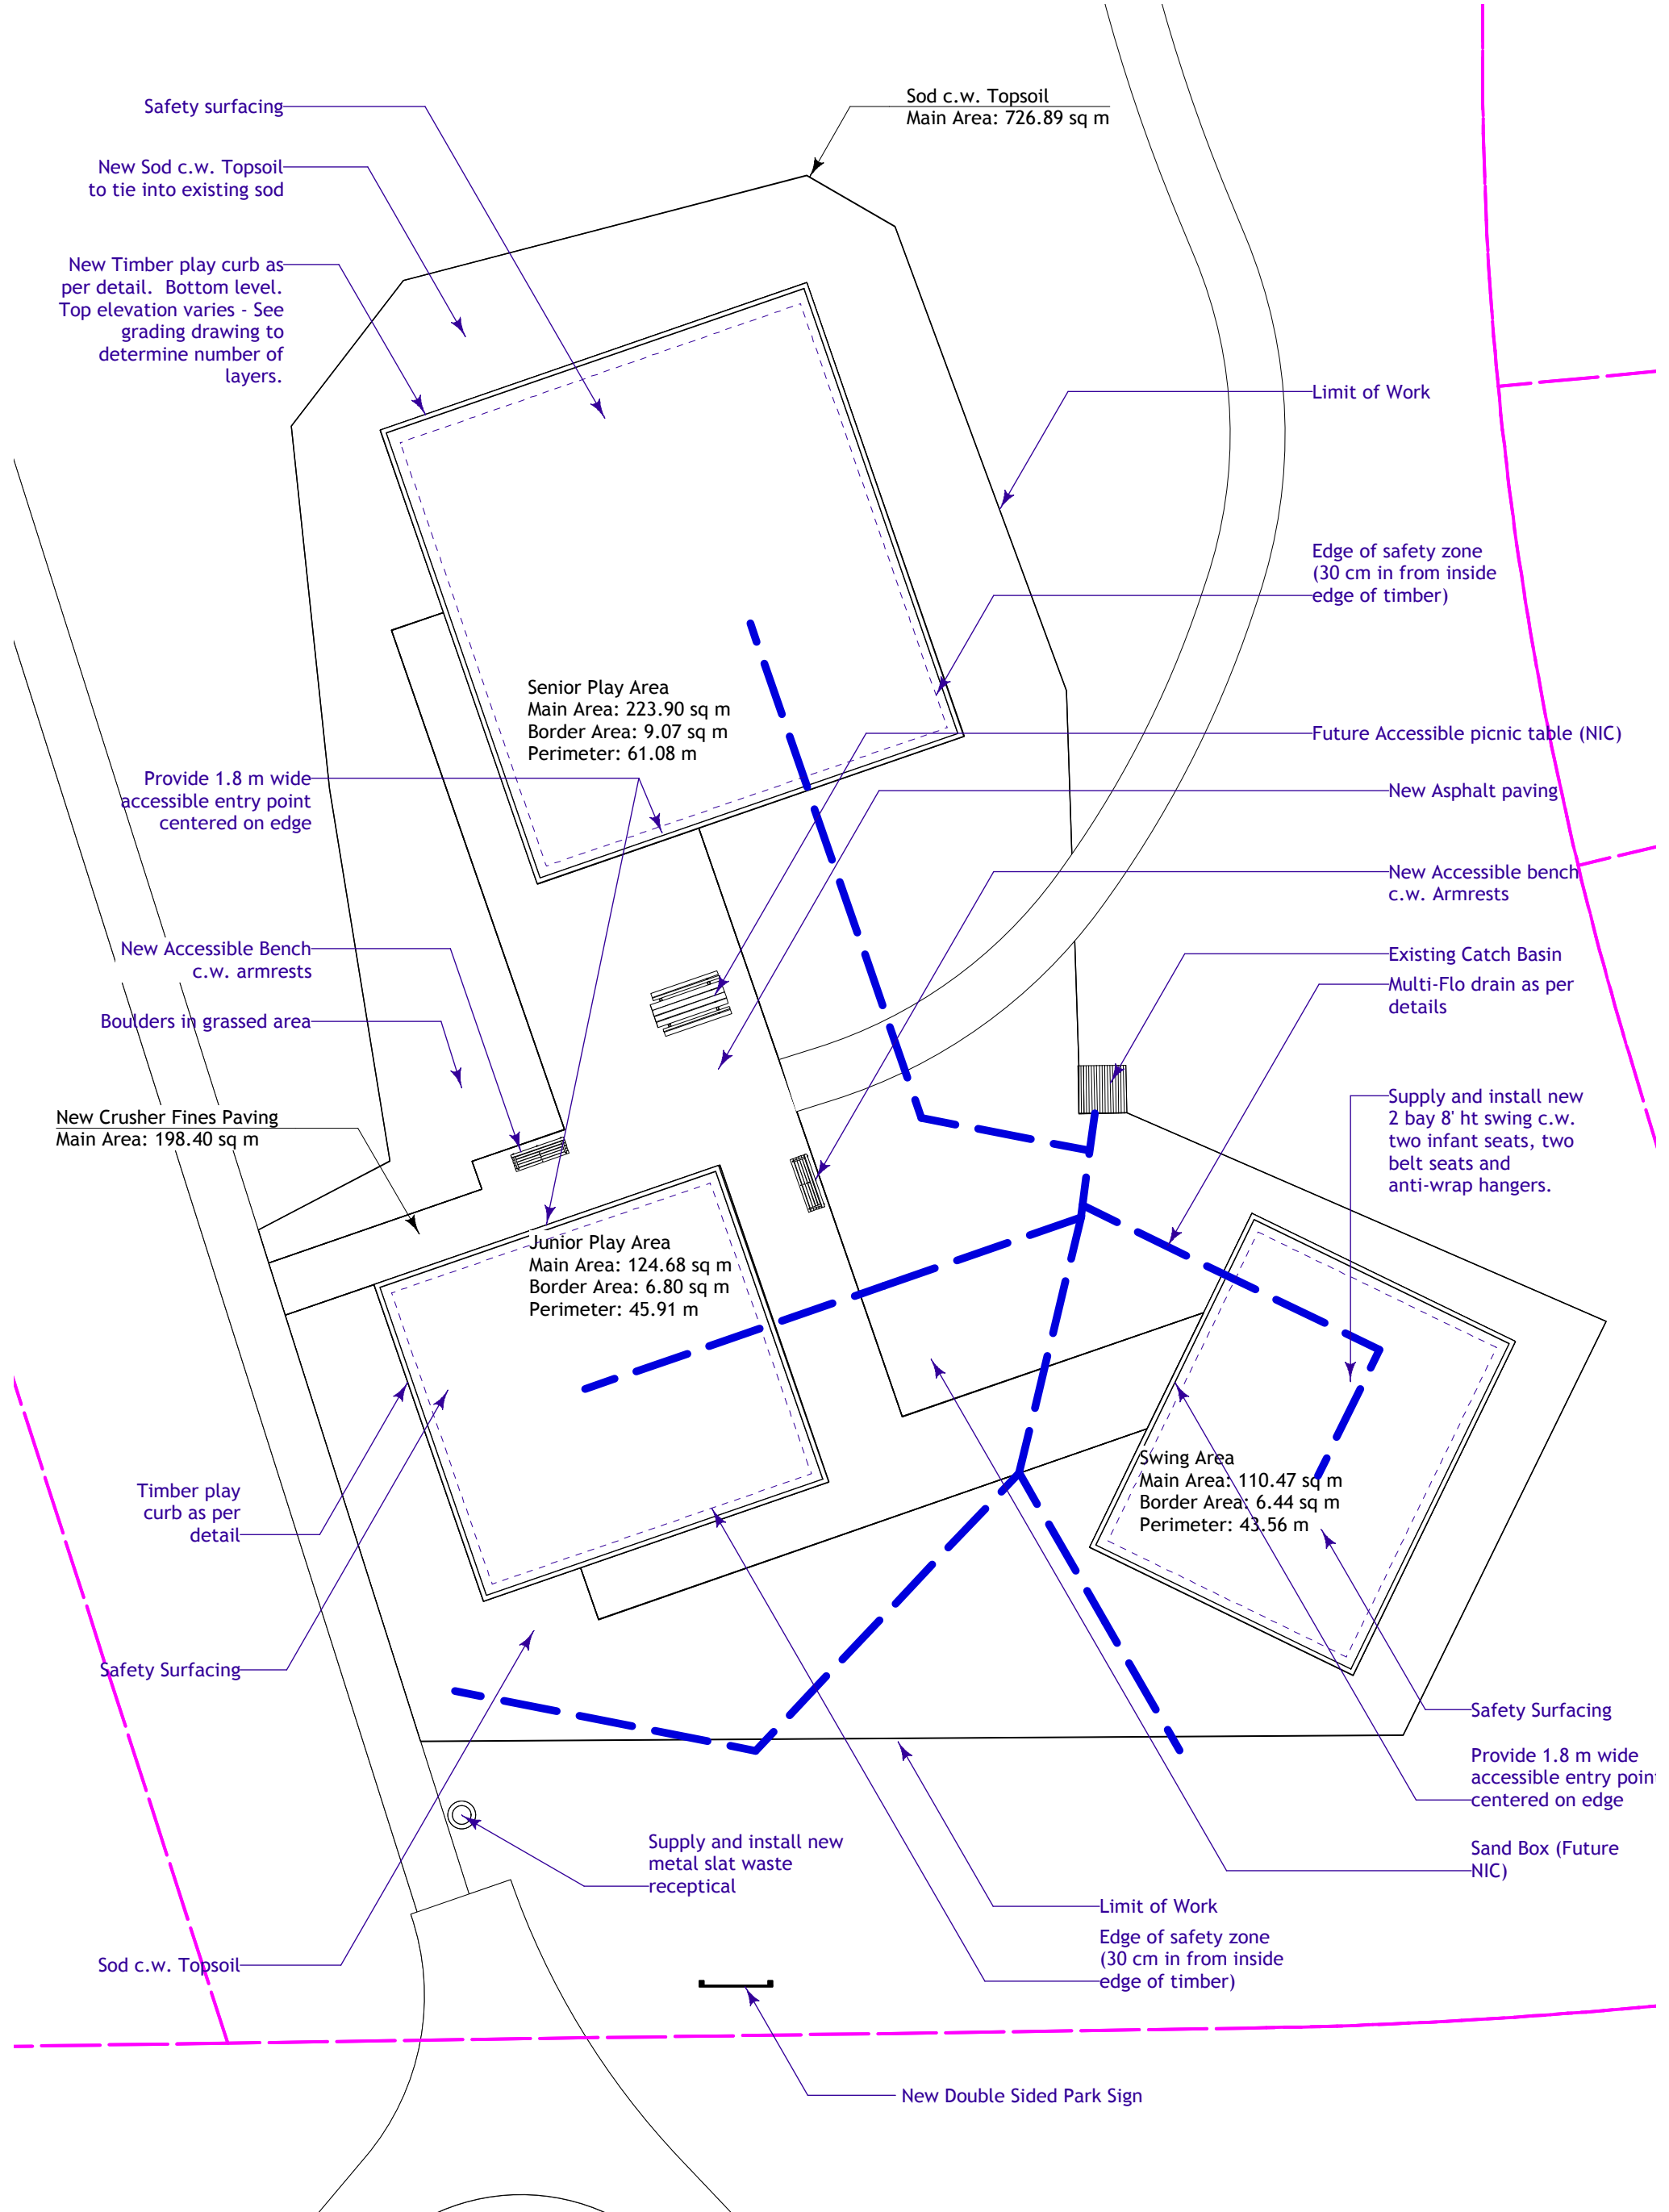 Safety surfacing
New Sod c.w. Topsoil
to tie into existing sod
New Timber play curb as
per detail. Bottom level.
Top elevation varies - See
grading drawing to
determine number of
layers.
Sod c.w. Topsoil
Main Area: 726.89 sq m
Limit of Work
Edge of safety zone
(30 cm in from inside
edge of timber)
Senior Play Area
Main Area: 223.90 sq m
Border Area: 9.07 sq m
Perimeter: 61.08 m
Future Accessible picnic table (NIC)
Provide 1.8 m wide
accessible entry point
centered on edge
New Asphalt paving
New Accessible bench
c.w. Armrests
New Accessible Bench
c.w. armrests
Existing Catch Basin
Multi-Flo drain as per
details
Boulders in grassed area
New Crusher Fines Paving
Main Area: 198.40 sq m
Supply and install new
2 bay 8' ht swing c.w.
two infant seats, two
belt seats and
anti-wrap hangers.
Junior Play Area
Main Area: 124.68 sq m
Border Area: 6.80 sq m
Perimeter: 45.91 m
Swing Area
Main Area: 110.47 sq m
Border Area: 6.44 sq m
Perimeter: 43.56 m
Timber play
curb as per
detail
Safety Surfacing
Safety Surfacing
Provide 1.8 m wide
accessible entry point
centered on edge
Supply and install new
metal slat waste
receptical
Sand Box (Future
NIC)
Limit of Work
Edge of safety zone
(30 cm in from inside
edge of timber)
Sod c.w. Topsoil
New Double Sided Park Sign